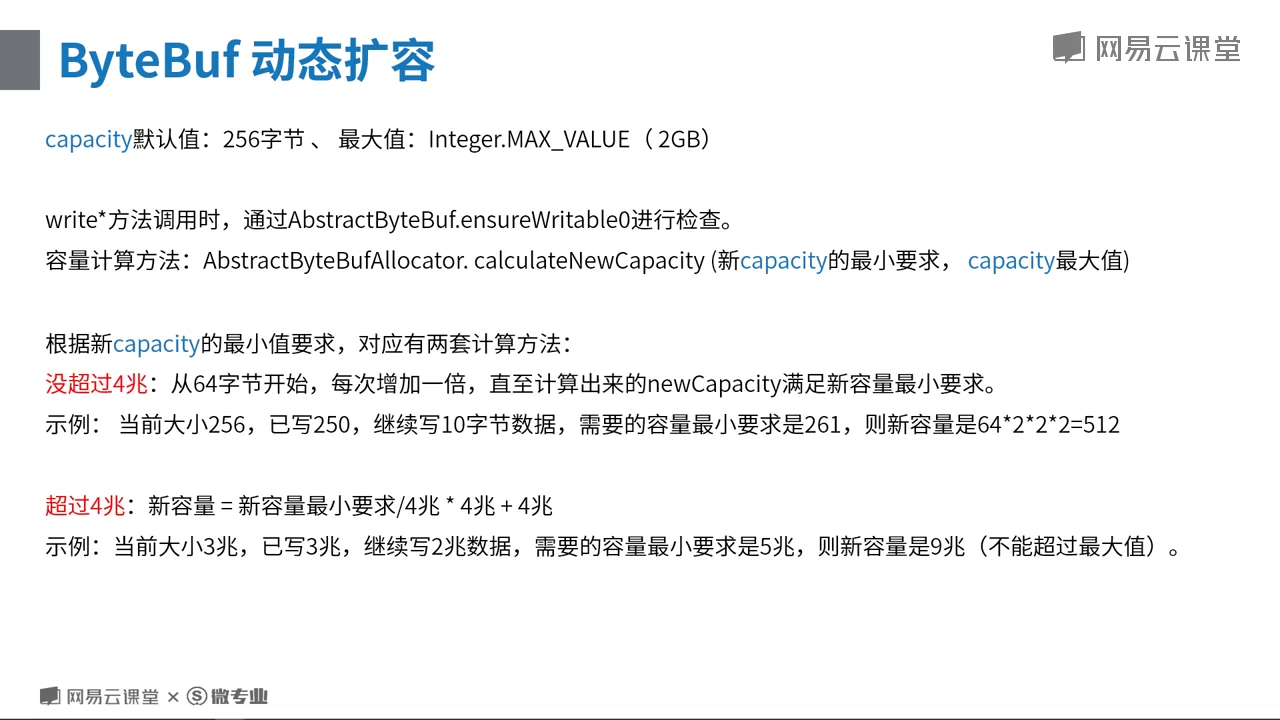 ByteBuf 动态扩容
网易云课堂
capacity默认值：256字节 、 最大值：Integer.MAX_VALUE（ 2GB）
write*方法调用时，通过AbstractByteBuf.ensureWritable0进行检查。
容量计算方法：AbstractByteBufAllocator. calculateNewCapacity (新capacity的最小要求， capacity最大值)
根据新capacity的最小值要求，对应有两套计算方法：
没超过4兆：从64字节开始，每次增加一倍，直至计算出来的newCapacity满足新容量最小要求。
示例： 当前大小256，已写250，继续写10字节数据，需要的容量最小要求是261，则新容量是64*2*2*2=512
超过4兆：新容量 = 新容量最小要求/4兆 * 4兆 + 4兆
示例：当前大小3兆，已写3兆，继续写2兆数据，需要的容量最小要求是5兆，则新容量是9兆（不能超过最大值）。
网易云课堂 × S 微专业